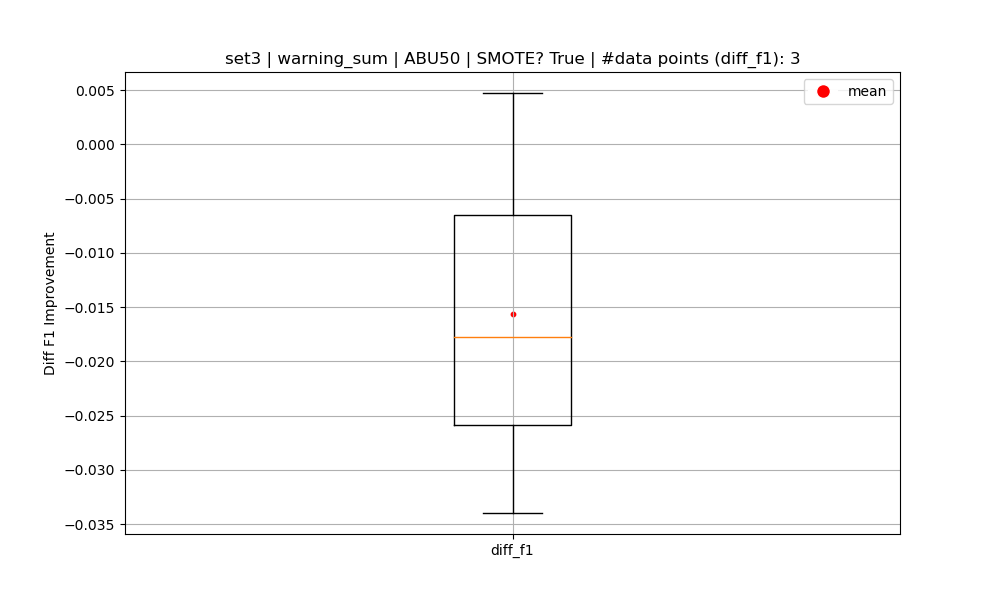 set3 | warning_sum | ABU50 | SMOTE? True | #data points (diff_f1): 3
mean
0.005
0.000
−0.005
−0.010
−0.015
−0.020
−0.025
−0.030
−0.035
Diff F1 Improvement
diff_f1